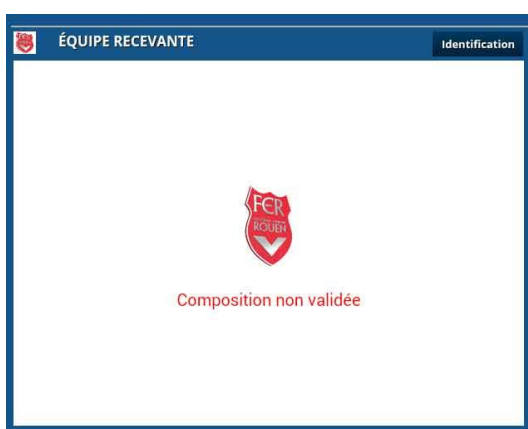 ÉQUIPE RECEVANTE
Identification
FCR
ROUEN
Composition non validée